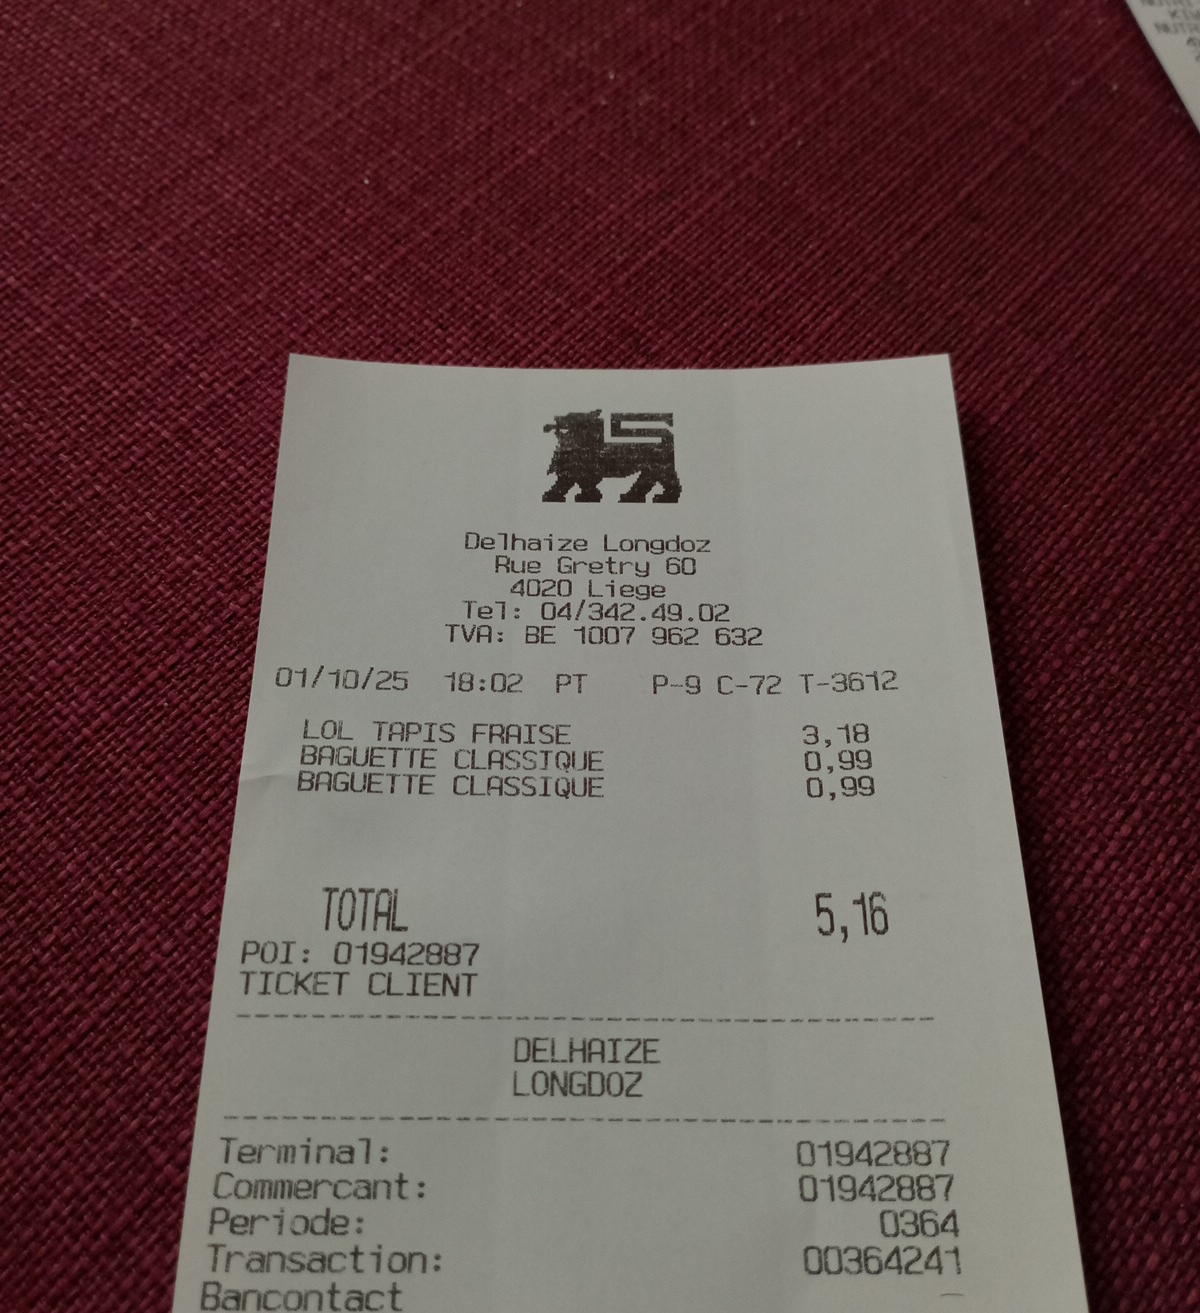 Delhaize Longdoz
Rue Gretry 60
4020 Liege
Tel: 04/342.49.02
TVA: BE 1007 962 632
01/10/25 18:02 PT P-9 C-72 T-3612
LOL TAPIS FRAISE 3,18
BAGUETTE CLASSIQUE 0,99
BAGUETTE CLASSIQUE 0,99
TOTAL 5,16
POI: 01942887
TICKET CLIENT
DELHAIZE
LONGDOZ
Terminal: 01942887
Commercant: 01942887
Periode: 0364
Transaction: 00364241
Bancontact